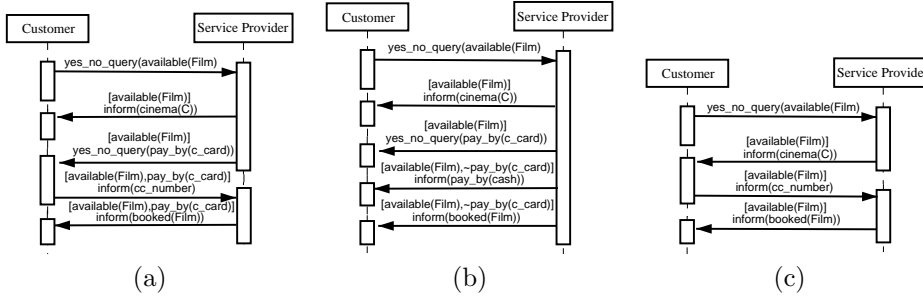 Customer
Service Provider
yes_no_query(available(Film)
[available(Film)]
inform(cinema(C))
[available(Film)]
yes_no_query(pay_by(c_card))
[available(Film),pay_by(c_card)]
inform(cc_number)
[available(Film),pay_by(c_card)]
inform(booked(Film))
(a)
Customer
Service Provider
yes_no_query(available(Film)
[available(Film)]
inform(cinema(C))
[available(Film)]
yes_no_query(pay_by(c_card))
[available(Film),~pay_by(c_card)]
inform(pay_by(cash))
[available(Film),~pay_by(c_card)]
inform(booked(Film))
(b)
Customer
Service Provider
yes_no_query(available(Film)
[available(Film)]
inform(cinema(C))
[available(Film)]
inform(cc_number)
[available(Film)]
inform(booked(Film))
(c)